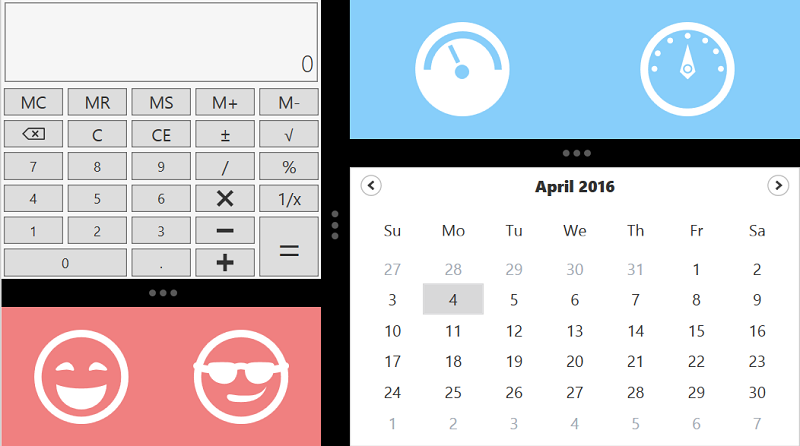 0
MC MR MS M+ M-
C CE ± √
7 8 9 / %
4 5 6 × 1/x
1 2 3 −
0 . + =
April 2016
Su Mo Tu We Th Fr Sa
27 28 29 30 31 1 2
3 4 5 6 7 8 9
10 11 12 13 14 15 16
17 18 19 20 21 22 23
24 25 26 27 28 29 30
1 2 3 4 5 6 7